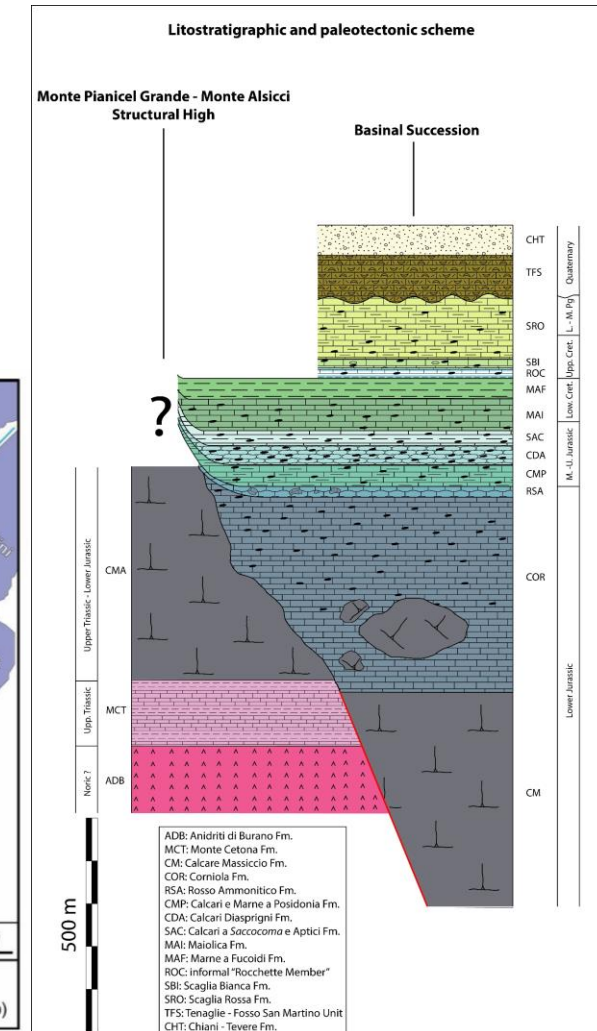 Litostratigraphic and paleotectonic scheme
Monte Pianicel Grande - Monte Alsicci
Structural High
Basinal Succession
CHT
TFS
SRO
SBI
ROC
MAF
MAI
SAC
CDA
CMP
RSA
COR
CM
Quaternary
L. - M. Pg
Upp. Cret.
Low. Cret.
M. -U. Jurassic
Lower Jurassic
?
CMA
MCT
ADB
Upper Triassic - Lower Jurassic
Upp. Triassic
Noric ?
500 m
ADB: Anidriti di Burano Fm.
MCT: Monte Cetona Fm.
CM: Calcare Massiccio Fm.
COR: Corniola Fm.
RSA: Rosso Ammonitico Fm.
CMP: Calcari e Marne a Posidonia Fm.
CDA: Calcari Diasprigni Fm.
SAC: Calcari a Saccocoma e Aptici Fm.
MAI: Maiolica Fm.
MAF: Marne a Fucoidi Fm.
ROC: informal "Rocchette Member"
SBI: Scaglia Bianca Fm.
SRO: Scaglia Rossa Fm.
TFS: Tenaglie - Fosso San Martino Unit
CHT: Chiani - Tevere Fm.